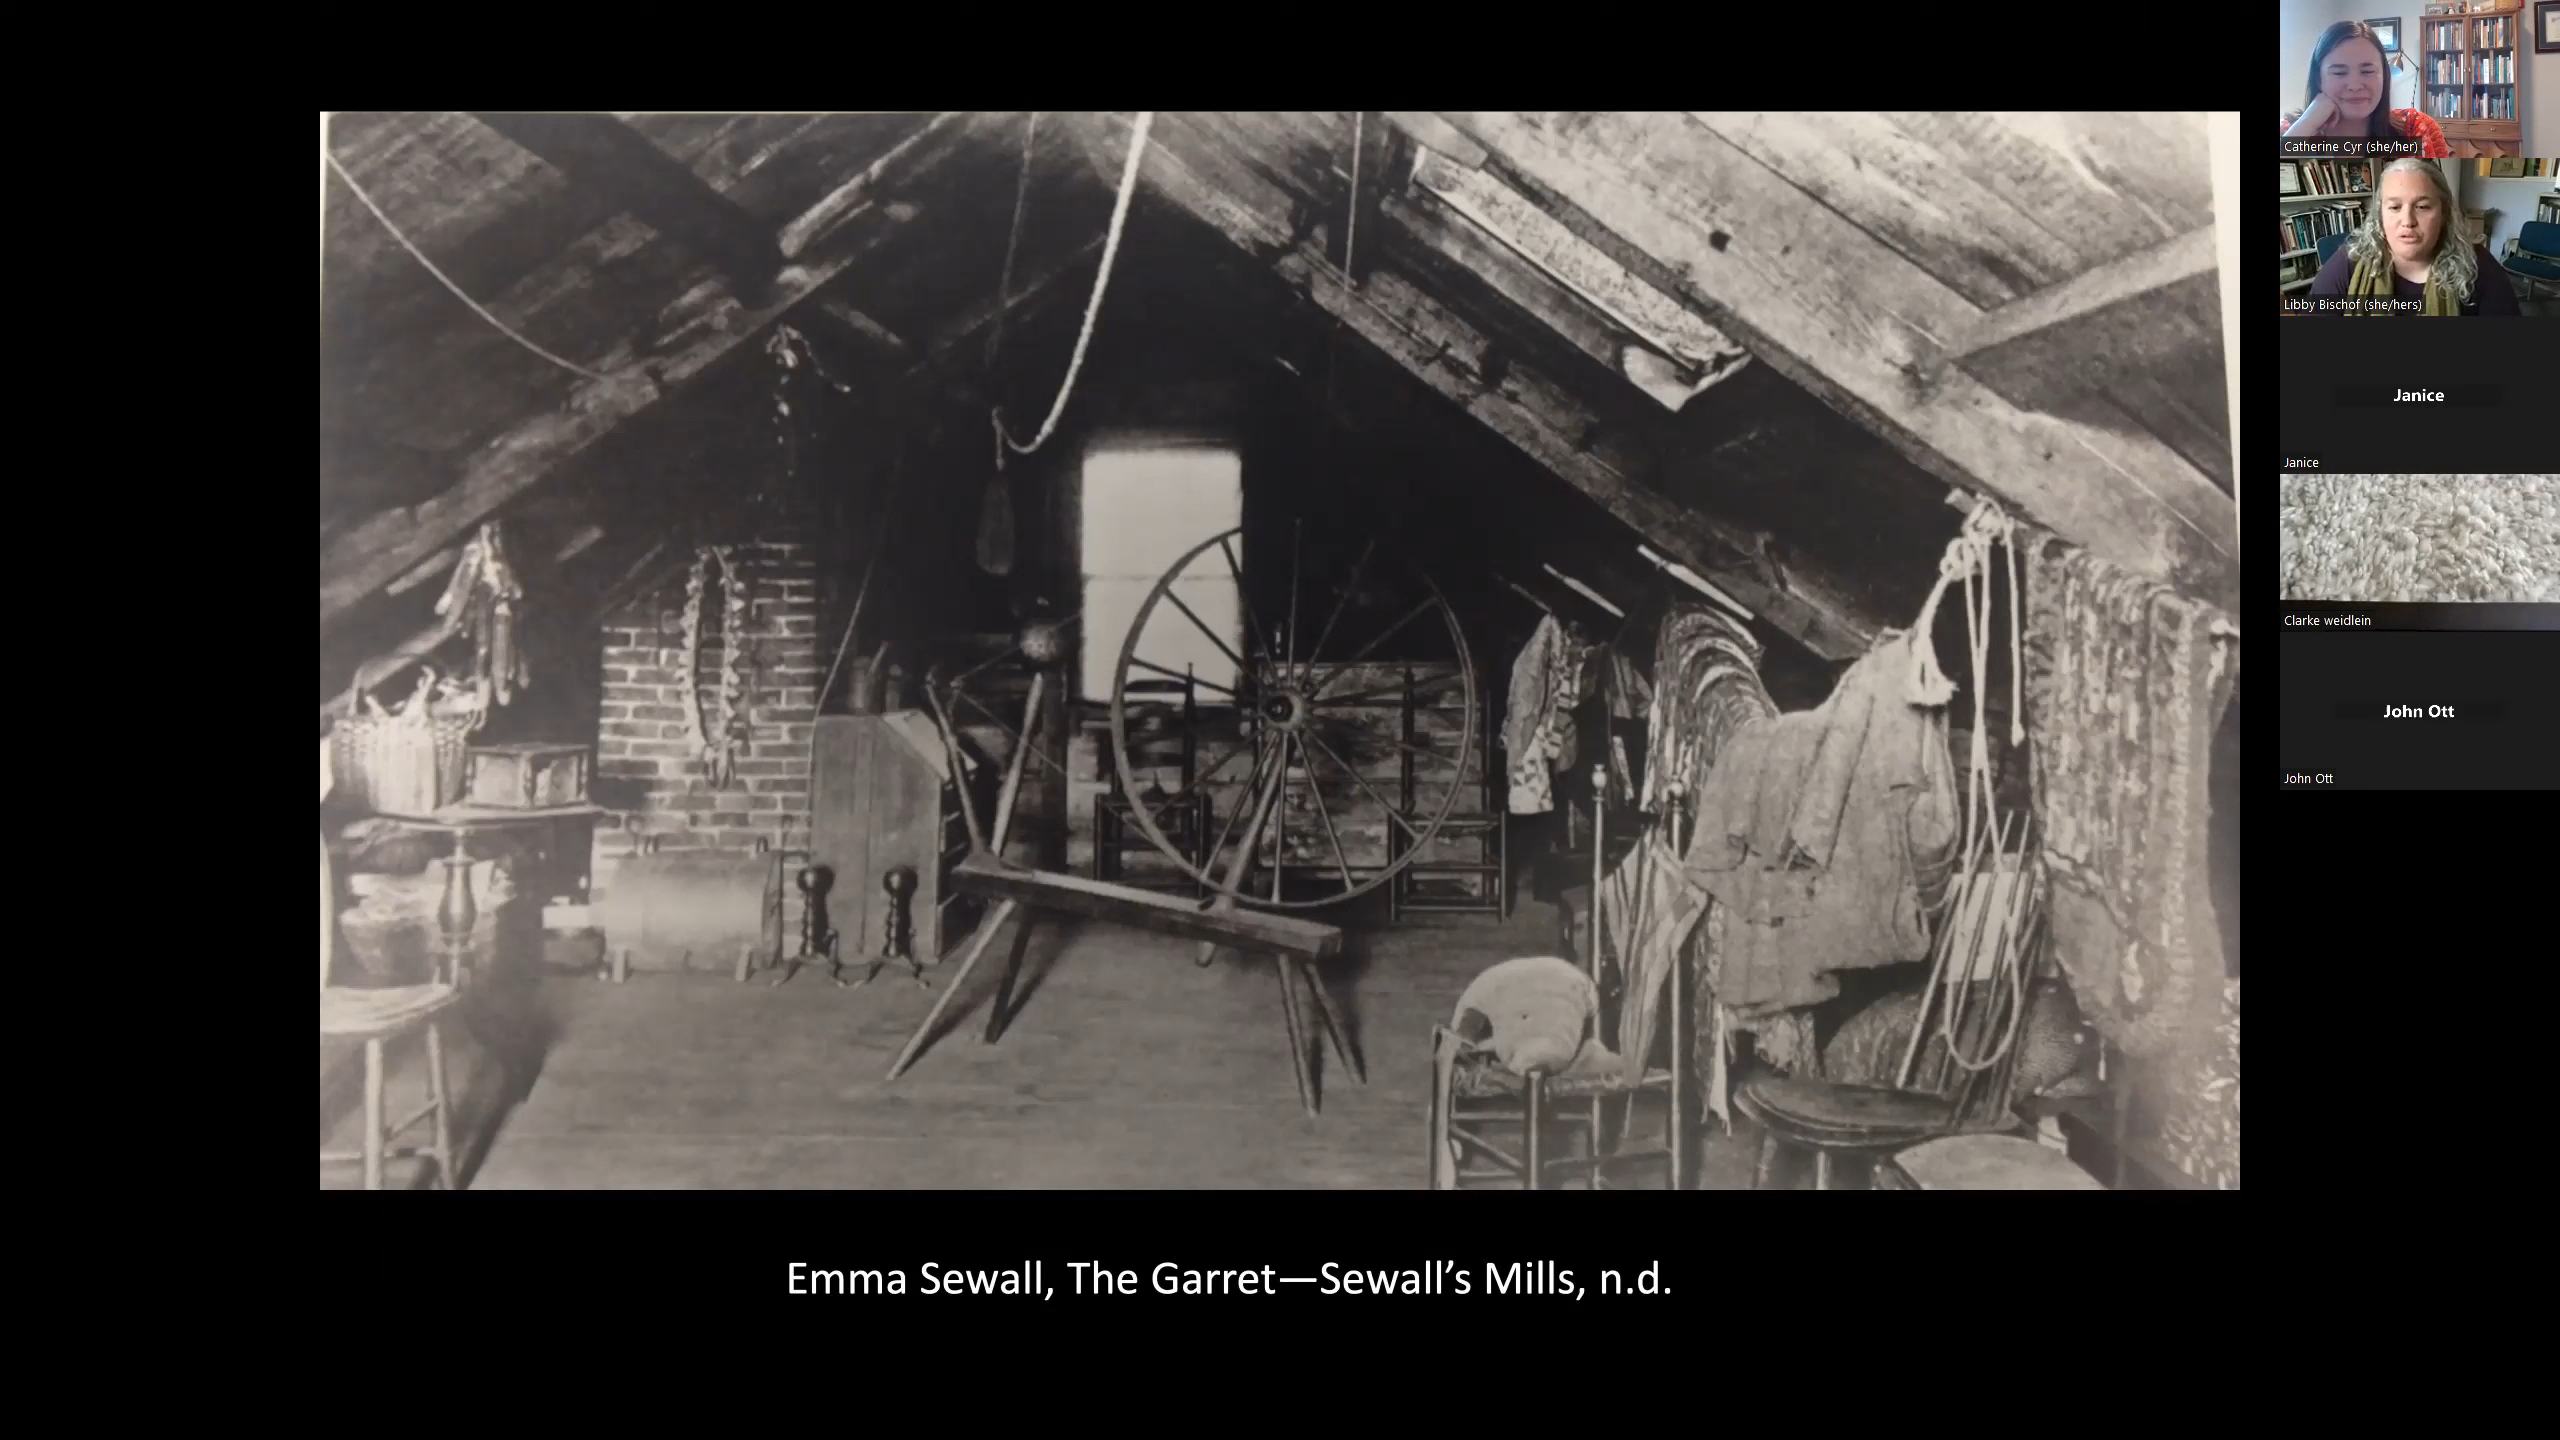 Catherine Cyr (she/her)
Libby Bischof (she/hers)
Janice
Janice
Clarke weidlein
John Ott
John Ott
Emma Sewall, The Garret—Sewall’s Mills, n.d.